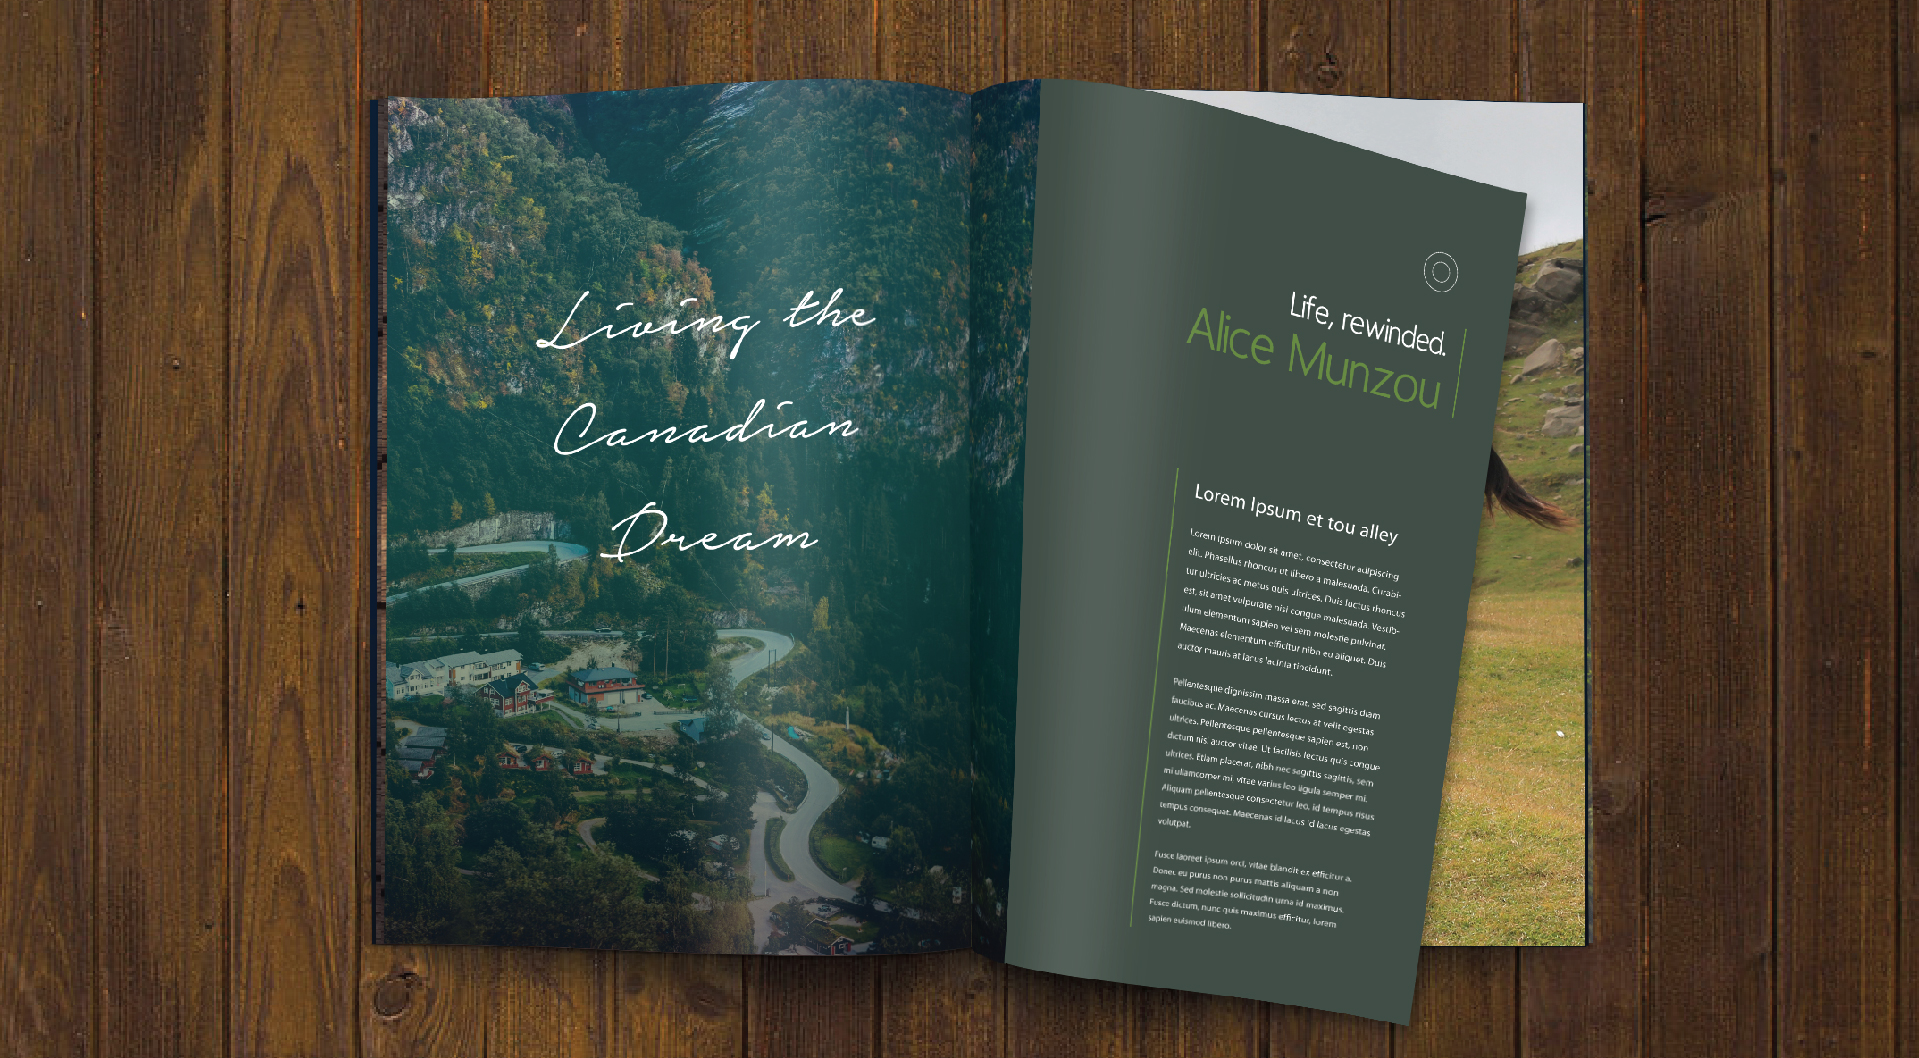 Living the
Canadian
Dream
Life, rewinded.
Alice Munzou
Lorem Ipsum et tou alley
Lorem ipsum dolor sit amet, consectetur adipiscing
elit. Phasellus rhoncus ut libero a malesuada. Curabi-
tur ultricies ac metus quis ultrices. Duis luctus rhoncus
est, sit amet vulputate nisl congue malesuada. Vestib-
ulum elementum sapien vel sem molestie pulvinar.
Maecenas elementum efficitur nibh eu aliquet. Duis
auctor mauris at lacus lacinia tincidunt.
Pellentesque dignissim massa erat, sed sagittis diam
faucibus ac. Maecenas cursus lectus at velit egestas
ultrices. Pellentesque pellentesque sapien est, non
dictum nisl auctor vitae. Ut facilisis lectus quis congue
ultrices. Etiam placerat, nibh nec sagittis sagittis, sem
mi ullamcorper mi, vitae varius leo ligula semper mi.
Aliquam pellentesque consectetur leo, id tempus risus
tempus consequat. Maecenas id lacus id lacus egestas
volutpat.
Fusce laoreet ipsum orci, vitae blandit ex efficitur a.
Donec eu purus non purus mattis aliquam a non
magna. Sed molestie sollicitudin urna id maximus.
Fusce dictum, nunc quis maximus efficitur, lorem
sapien euismod libero.